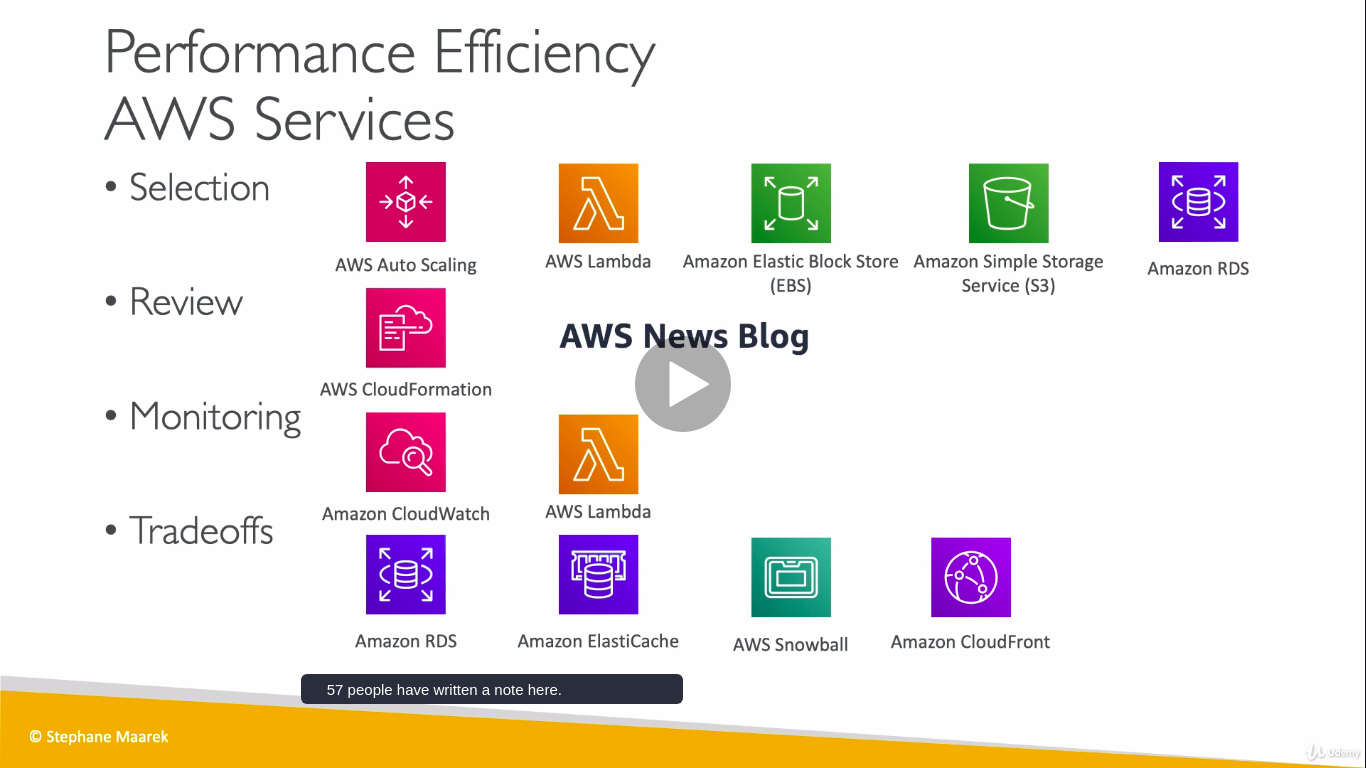 Performance Efficiency
AWS Services
• Selection
AWS Auto Scaling
AWS Lambda
Amazon Elastic Block Store
(EBS)
Amazon Simple Storage
Service (S3)
Amazon RDS
• Review
AWS CloudFormation
AWS News Blog
• Monitoring
Amazon CloudWatch
AWS Lambda
• Tradeoffs
Amazon RDS
Amazon ElastiCache
AWS Snowball
Amazon CloudFront
57 people have written a note here.
© Stephane Maarek
Udemy